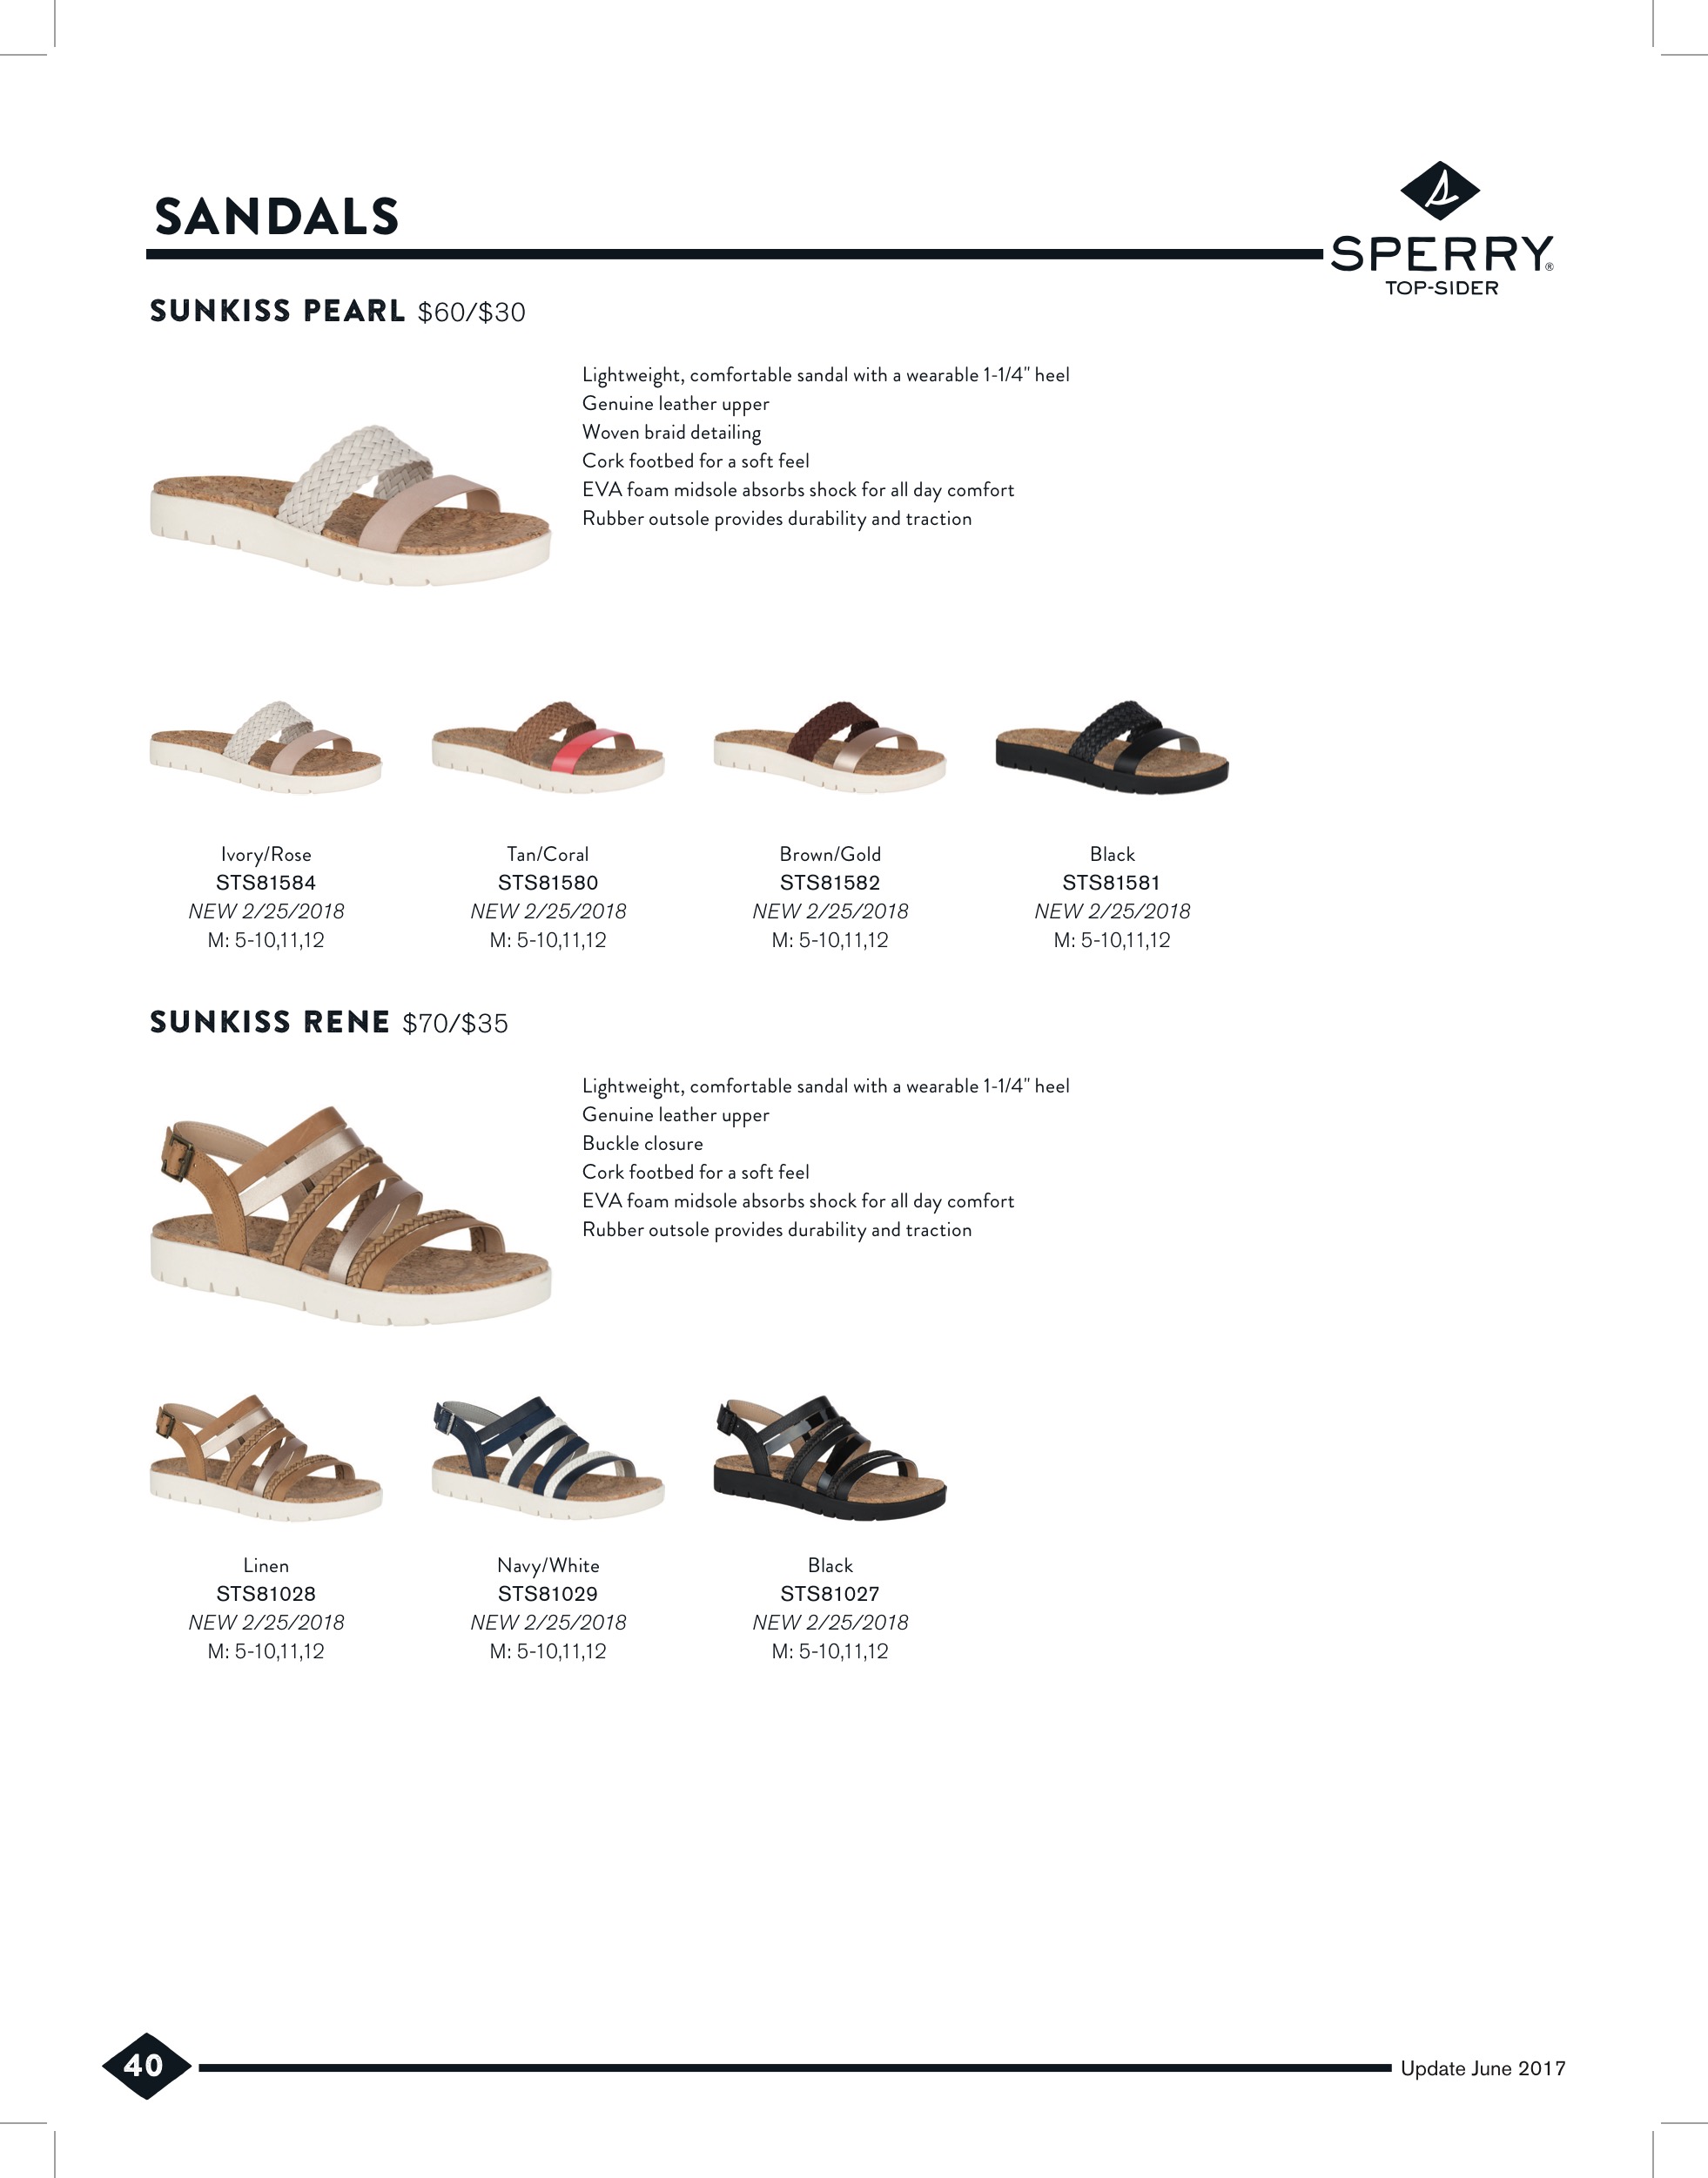 SANDALS
SPERRY®
TOP-SIDER
SUNKISS PEARL $60/$30
Lightweight, comfortable sandal with a wearable 1-1/4" heel
Genuine leather upper
Woven braid detailing
Cork footbed for a soft feel
EVA foam midsole absorbs shock for all day comfort
Rubber outsole provides durability and traction
Ivory/Rose
STS81584
NEW 2/25/2018
M: 5-10,11,12
Tan/Coral
STS81580
NEW 2/25/2018
M: 5-10,11,12
Brown/Gold
STS81582
NEW 2/25/2018
M: 5-10,11,12
Black
STS81581
NEW 2/25/2018
M: 5-10,11,12
SUNKISS RENE $70/$35
Lightweight, comfortable sandal with a wearable 1-1/4" heel
Genuine leather upper
Buckle closure
Cork footbed for a soft feel
EVA foam midsole absorbs shock for all day comfort
Rubber outsole provides durability and traction
Linen
STS81028
NEW 2/25/2018
M: 5-10,11,12
Navy/White
STS81029
NEW 2/25/2018
M: 5-10,11,12
Black
STS81027
NEW 2/25/2018
M: 5-10,11,12
40
Update June 2017